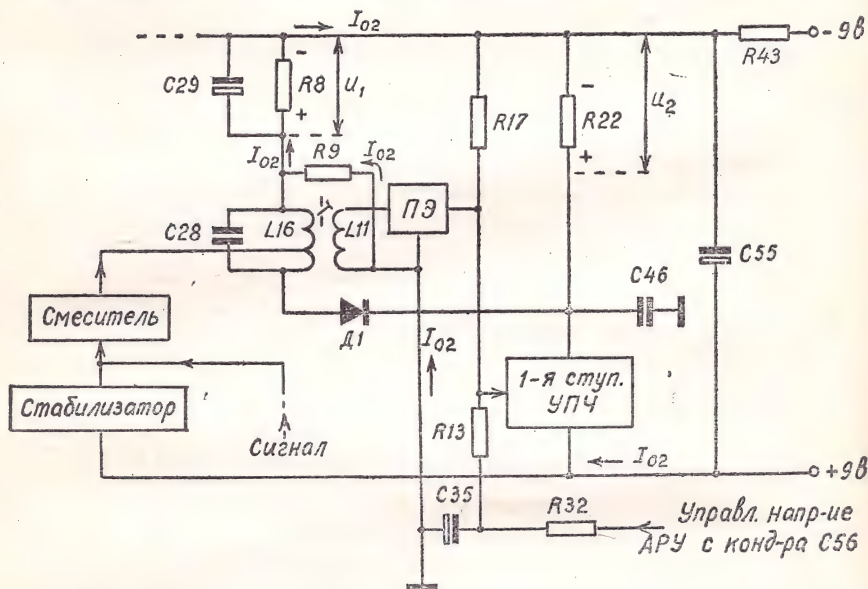 I02
- 9в
R43
C29
-
R8
+
U1
R17
-
R22
+
U2
I02
R9
I02
ПЭ
C28
L16
L11
C55
C46
Смеситель
Д1
I02
1-я ступ.
УПЧ
Стабилизатор
R13
Сигнал
I02
+9в
C35
R32
Управл. напр-ие
АРУ с конд-ра C56